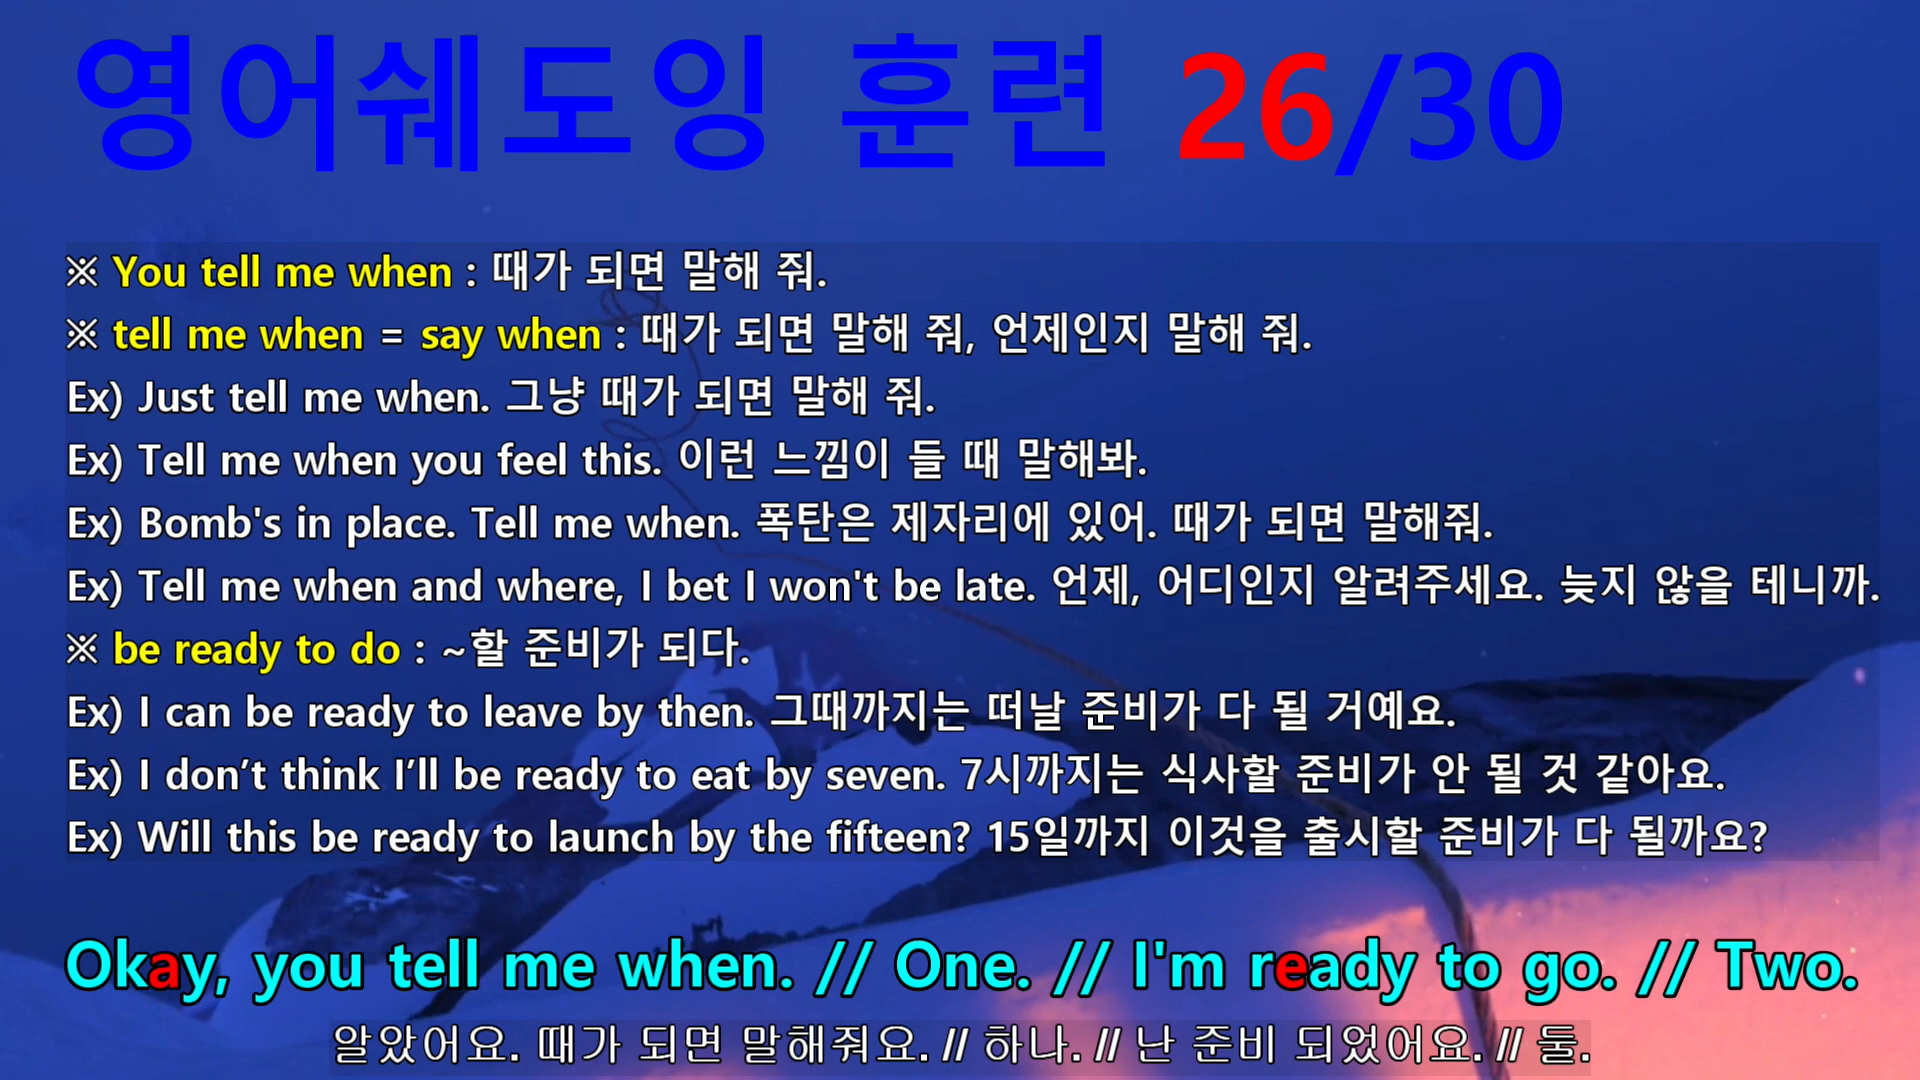 영어쉐도잉 훈련 26/30
※ You tell me when : 때가 되면 말해 줘.
※ tell me when = say when : 때가 되면 말해 줘, 언제인지 말해 줘.
Ex) Just tell me when. 그냥 때가 되면 말해 줘.
Ex) Tell me when you feel this. 이런 느낌이 들 때 말해봐.
Ex) Bomb's in place. Tell me when. 폭탄은 제자리에 있어. 때가 되면 말해줘.
Ex) Tell me when and where, I bet I won't be late. 언제, 어디인지 알려주세요. 늦지 않을 테니까.
※ be ready to do : ~할 준비가 되다.
Ex) I can be ready to leave by then. 그때까지는 떠날 준비가 다 될 거예요.
Ex) I don’t think I’ll be ready to eat by seven. 7시까지는 식사할 준비가 안 될 것 같아요.
Ex) Will this be ready to launch by the fifteen? 15일까지 이것을 출시할 준비가 다 될까요?
Okay, you tell me when. // One. // I'm ready to go. // Two.
알았어요. 때가 되면 말해줘요. // 하나. // 난 준비 되었어요. // 둘.